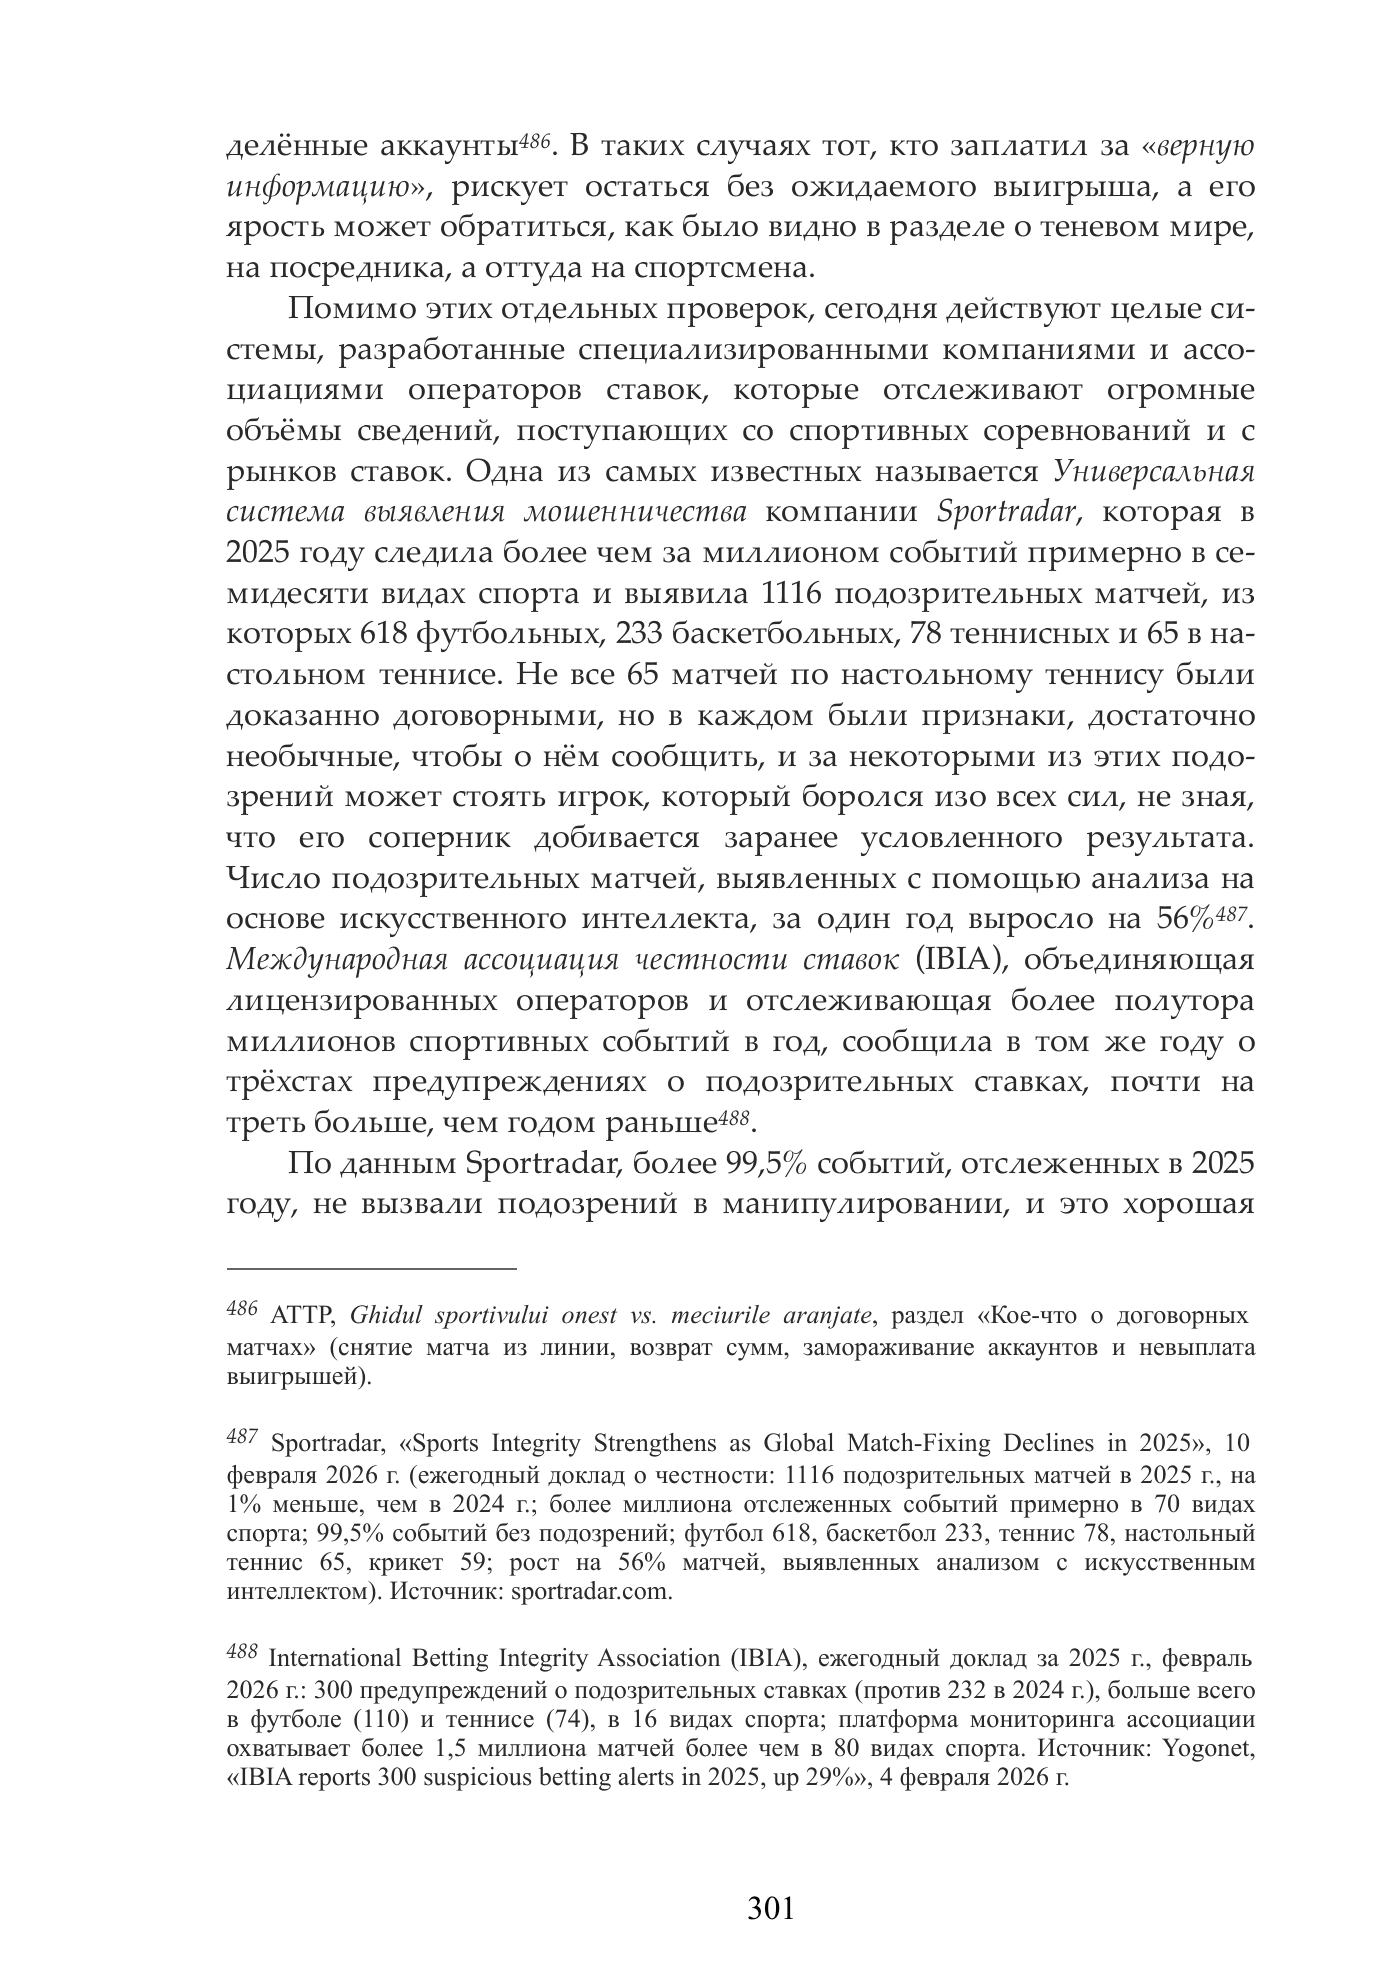 делённые аккаунты486. В таких случаях тот, кто заплатил за «верную
информацию», рискует остаться без ожидаемого выигрыша, а его
ярость может обратиться, как было видно в разделе о теневом мире,
на посредника, а оттуда на спортсмена.
Помимо этих отдельных проверок, сегодня действуют целые си-
стемы, разработанные специализированными компаниями и ассо-
циациями операторов ставок, которые отслеживают огромные
объёмы сведений, поступающих со спортивных соревнований и с
рынков ставок. Одна из самых известных называется Универсальная
система выявления мошенничества компании Sportradar, которая в
2025 году следила более чем за миллионом событий примерно в се-
мидесяти видах спорта и выявила 1116 подозрительных матчей, из
которых 618 футбольных, 233 баскетбольных, 78 теннисных и 65 в на-
стольном теннисе. Не все 65 матчей по настольному теннису были
доказанно договорными, но в каждом были признаки, достаточно
необычные, чтобы о нём сообщить, и за некоторыми из этих подо-
зрений может стоять игрок, который боролся изо всех сил, не зная,
что его соперник добивается заранее условленного результата.
Число подозрительных матчей, выявленных с помощью анализа на
основе искусственного интеллекта, за один год выросло на 56%487.
Международная ассоциация честности ставок (IBIA), объединяющая
лицензированных операторов и отслеживающая более полутора
миллионов спортивных событий в год, сообщила в том же году о
трёхстах предупреждениях о подозрительных ставках, почти на
треть больше, чем годом раньше488.
По данным Sportradar, более 99,5% событий, отслеженных в 2025
году, не вызвали подозрений в манипулировании, и это хорошая
486 ATTP, Ghidul sportivului onest vs. meciurile aranjate, раздел «Кое-что о договорных
матчах» (снятие матча из линии, возврат сумм, замораживание аккаунтов и невыплата
выигрышей).
487 Sportradar, «Sports Integrity Strengthens as Global Match-Fixing Declines in 2025», 10
февраля 2026 г. (ежегодный доклад о честности: 1116 подозрительных матчей в 2025 г., на
1% меньше, чем в 2024 г.; более миллиона отслеженных событий примерно в 70 видах
спорта; 99,5% событий без подозрений; футбол 618, баскетбол 233, теннис 78, настольный
теннис 65, крикет 59; рост на 56% матчей, выявленных анализом с искусственным
интеллектом). Источник: sportradar.com.
488 International Betting Integrity Association (IBIA), ежегодный доклад за 2025 г., февраль
2026 г.: 300 предупреждений о подозрительных ставках (против 232 в 2024 г.), больше всего
в футболе (110) и теннисе (74), в 16 видах спорта; платформа мониторинга ассоциации
охватывает более 1,5 миллиона матчей более чем в 80 видах спорта. Источник: Yogonet,
«IBIA reports 300 suspicious betting alerts in 2025, up 29%», 4 февраля 2026 г.
301